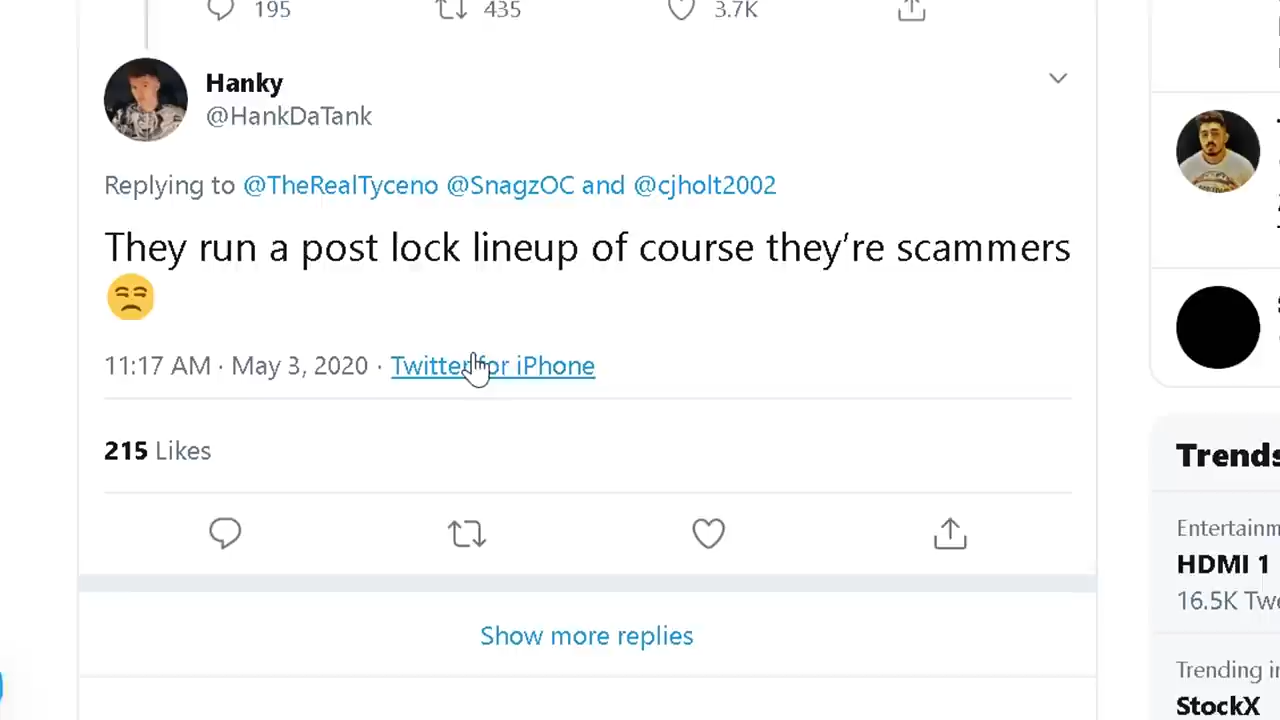 195 435 3.7K
Hanky
@HankDaTank
Replying to @TheRealTyceno @SnagzOC and @cjholt2002
They run a post lock lineup of course they’re scammers
😒
11:17 AM · May 3, 2020 · Twitter for iPhone
215 Likes
Show more replies
Trends
Entertainm
HDMI 1
16.5K Twe
Trending in
StockX